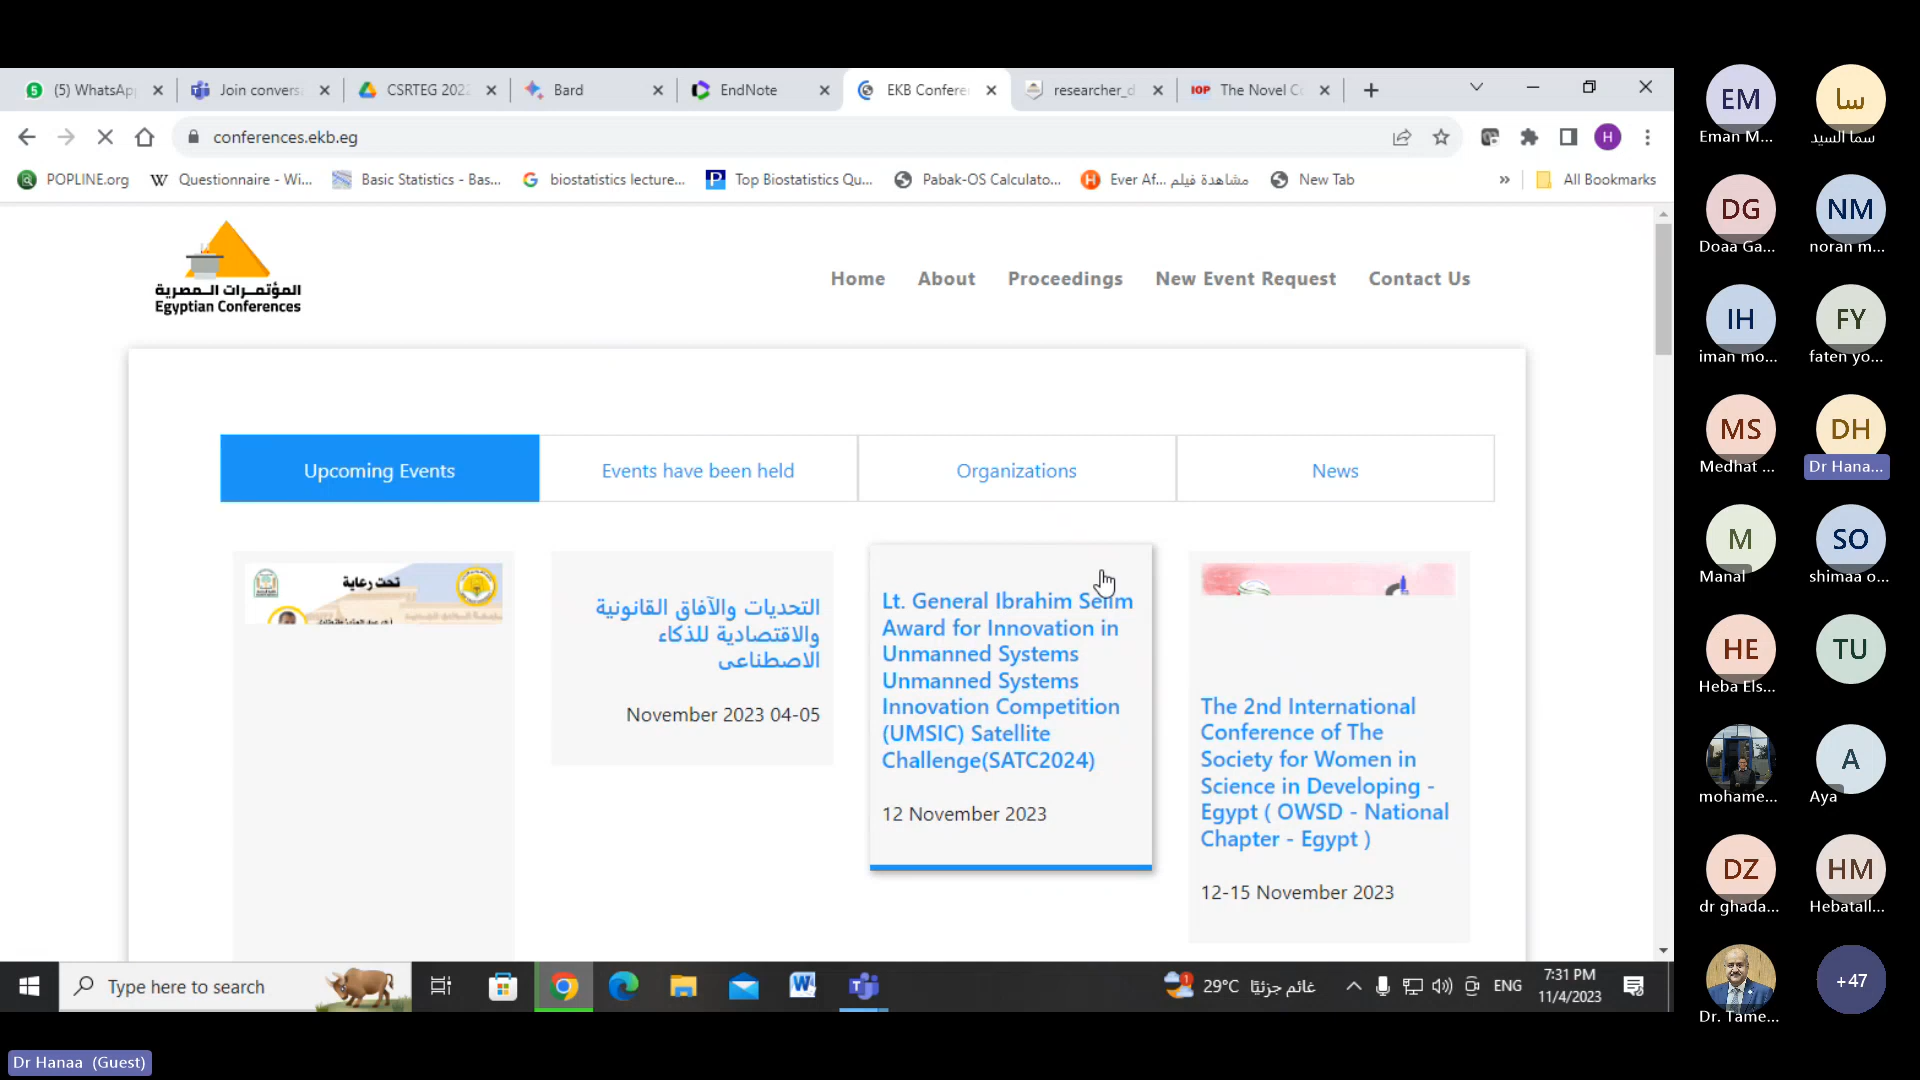 (5) WhatsAp
Join convers
CSRTEG 202
Bard
EndNote
EKB Confere
researcher_d
IOP The Novel Co
conferences.ekb.eg
H
POPLINE.org
W Questionnaire - Wi...
Basic Statistics - Bas...
biostatistics lecture...
P Top Biostatistics Qu...
Pabak-OS Calculato...
H Ever Af... مشاهدة فيلم
New Tab
» All Bookmarks
المؤتمرات المصرية
Egyptian Conferences
Home
About
Proceedings
New Event Request
Contact Us
Upcoming Events
Events have been held
Organizations
News
تحت رعاية
التحديات والآفاق القانونية
والاقتصادية للذكاء
الاصطناعى
November 2023 04-05
Lt. General Ibrahim Selim
Award for Innovation in
Unmanned Systems
Unmanned Systems
Innovation Competition
(UMSIC) Satellite
Challenge(SATC2024)
12 November 2023
The 2nd International
Conference of The
Society for Women in
Science in Developing -
Egypt ( OWSD - National
Chapter - Egypt )
12-15 November 2023
Type here to search
29°C غائم جزئيًا
ENG
7:31 PM
11/4/2023
EM
Eman M...
سا
سما السيد
DG
Doaa Ga...
NM
noran m...
IH
iman mo...
FY
faten yo...
MS
Medhat ...
DH
Dr Hana...
M
Manal
SO
shimaa o...
HE
Heba Els...
TU
mohame...
A
Aya
DZ
dr ghada...
HM
Hebatall...
Dr. Tame...
+47
Dr Hanaa (Guest)